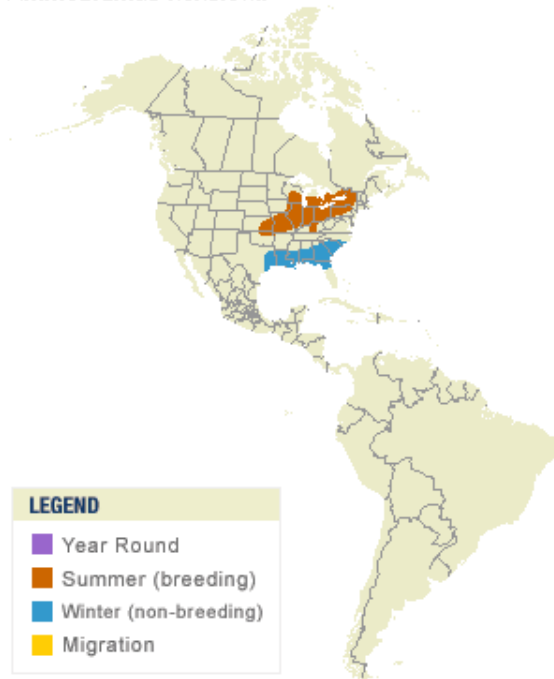 LEGEND
Year Round
Summer (breeding)
Winter (non-breeding)
Migration